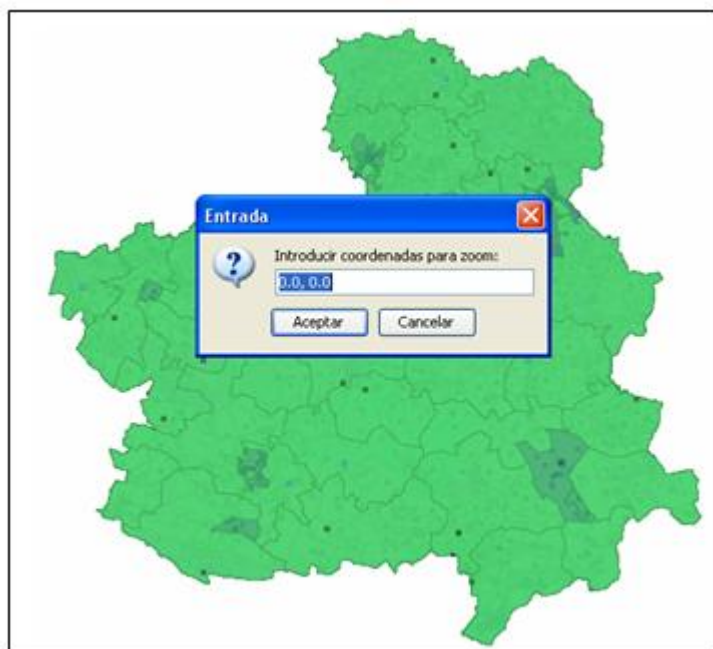 Entrada
Introducir coordenadas para zoom:
0.0, 0.0
Aceptar
Cancelar